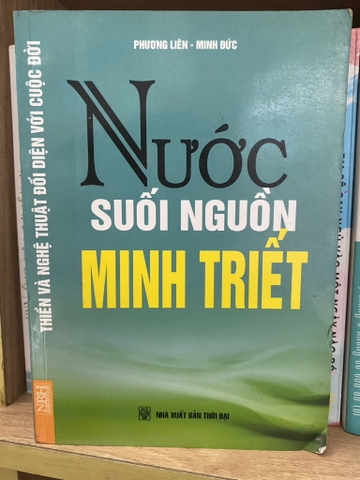 PHƯƠNG LIÊN - MINH ĐỨC
NƯỚC
SUỐI NGUỒN
MINH TRIẾT
NHÀ XUẤT BẢN THỜI ĐẠI
THIỀN VÀ NGHỆ THUẬT ĐỐI DIỆN VỚI CUỘC ĐỜI
NBH